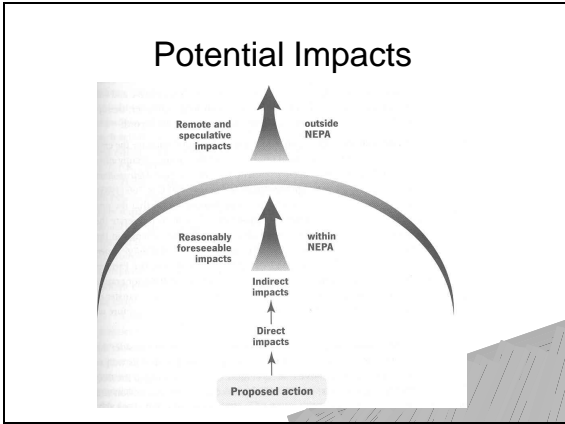 Potential Impacts
Remote and
speculative
impacts
outside
NEPA
Reasonably
foreseeable
impacts
within
NEPA
Indirect
impacts
Direct
impacts
Proposed action